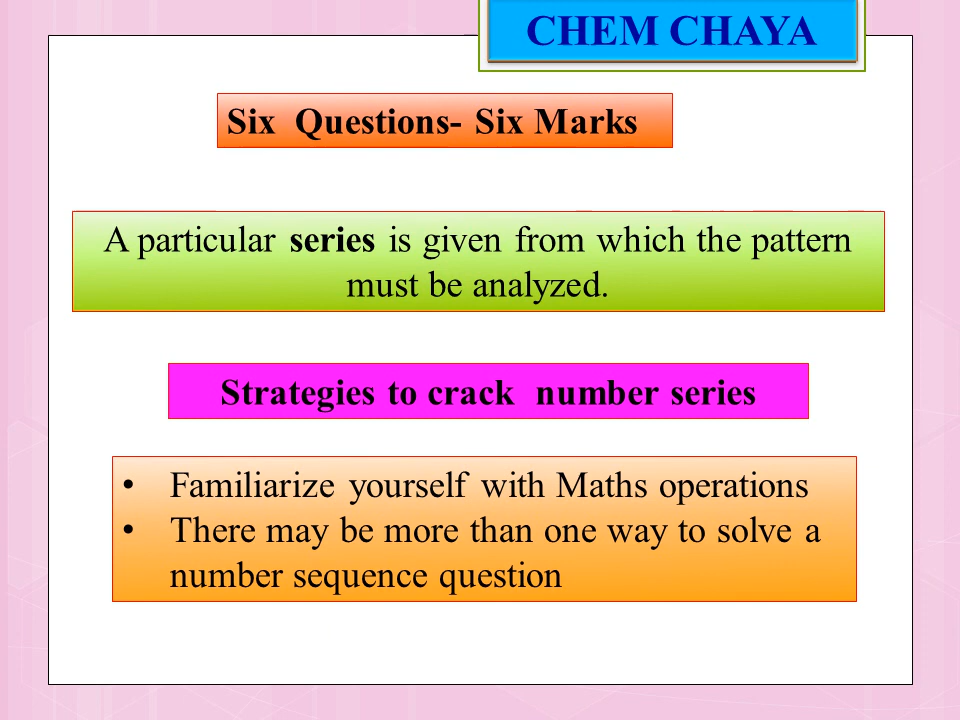 CHEM CHAYA
Six Questions- Six Marks
A particular series is given from which the pattern
must be analyzed.
Strategies to crack number series
• Familiarize yourself with Maths operations
• There may be more than one way to solve a
number sequence question